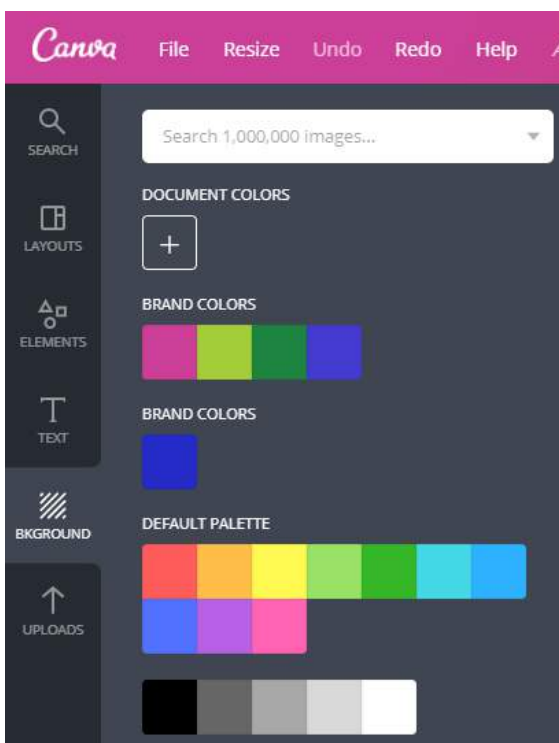 Canva File Resize Undo Redo Help
SEARCH
Search 1,000,000 images...
DOCUMENT COLORS
LAYOUTS
BRAND COLORS
ELEMENTS
BRAND COLORS
TEXT
BKGROUND
DEFAULT PALETTE
UPLOADS